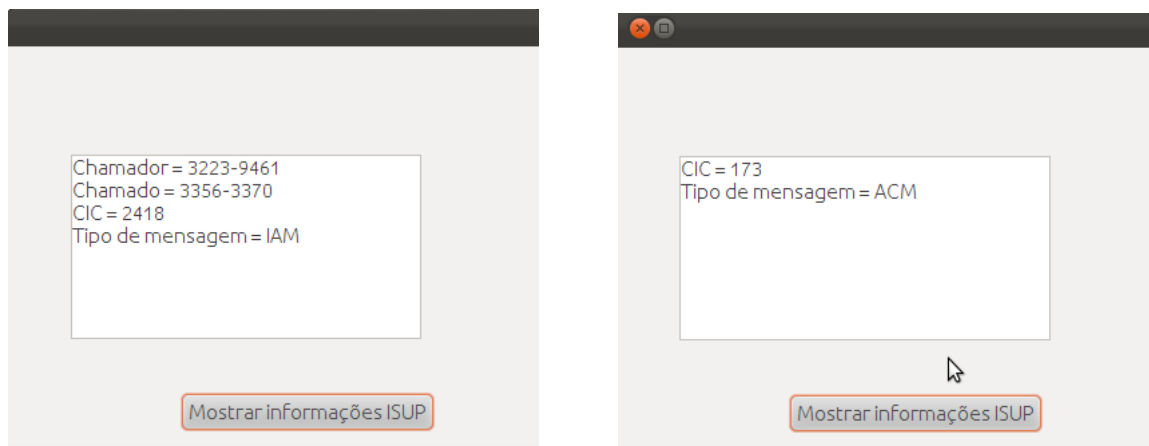 Chamador = 3223-9461
Chamado = 3356-3370
CIC = 2418
Tipo de mensagem = IAM
Mostrar informações ISUP
CIC = 173
Tipo de mensagem = ACM
Mostrar informações ISUP